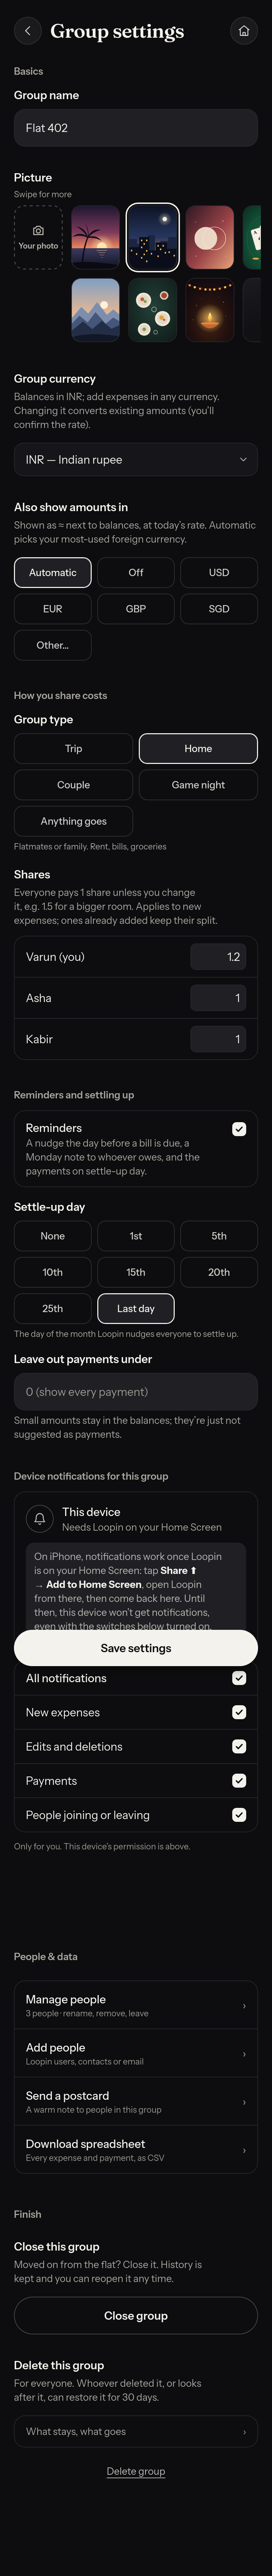 Group settings
Basics
Group name
Flat 402
Picture
Swipe for more
Your photo
Group currency
Balances in INR; add expenses in any currency.
Changing it converts existing amounts (you'll
confirm the rate).
INR — Indian rupee
Also show amounts in
Shown as ≈ next to balances, at today's rate. Automatic
picks your most-used foreign currency.
Automatic
Off
USD
EUR
GBP
SGD
Other...
How you share costs
Group type
Trip
Home
Couple
Game night
Anything goes
Flatmates or family. Rent, bills, groceries
Shares
Everyone pays 1 share unless you change
it, e.g. 1.5 for a bigger room. Applies to new
expenses; ones already added keep their split.
Varun (you)
1.2
Asha
1
Kabir
1
Reminders and settling up
Reminders
A nudge the day before a bill is due, a
Monday note to whoever owes, and the
payments on settle-up day.
Settle-up day
None
1st
5th
10th
15th
20th
25th
Last day
The day of the month Loopin nudges everyone to settle up.
Leave out payments under
0 (show every payment)
Small amounts stay in the balances; they're just not
suggested as payments.
Device notifications for this group
This device
Needs Loopin on your Home Screen
On iPhone, notifications work once Loopin
is on your Home Screen: tap Share ⬆
→ Add to Home Screen, open Loopin
from there, then come back here. Until
then, this device won't get notifications,
even with the switches below turned on.
Save settings
All notifications
New expenses
Edits and deletions
Payments
People joining or leaving
Only for you. This device's permission is above.
People & data
Manage people
3 people · rename, remove, leave
›
Add people
Loopin users, contacts or email
›
Send a postcard
A warm note to people in this group
›
Download spreadsheet
Every expense and payment, as CSV
›
Finish
Close this group
Moved on from the flat? Close it. History is
kept and you can reopen it any time.
Close group
Delete this group
For everyone. Whoever deleted it, or looks
after it, can restore it for 30 days.
What stays, what goes
›
Delete group